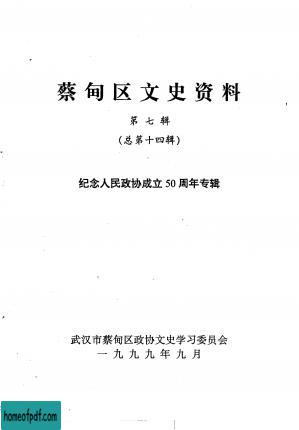 蔡甸区文史资料
第七辑
(总第十四辑)
纪念人民政协成立50周年专辑
武汉市蔡甸区政协文史学习委员会
一九九九年九月
homeofpdf.com